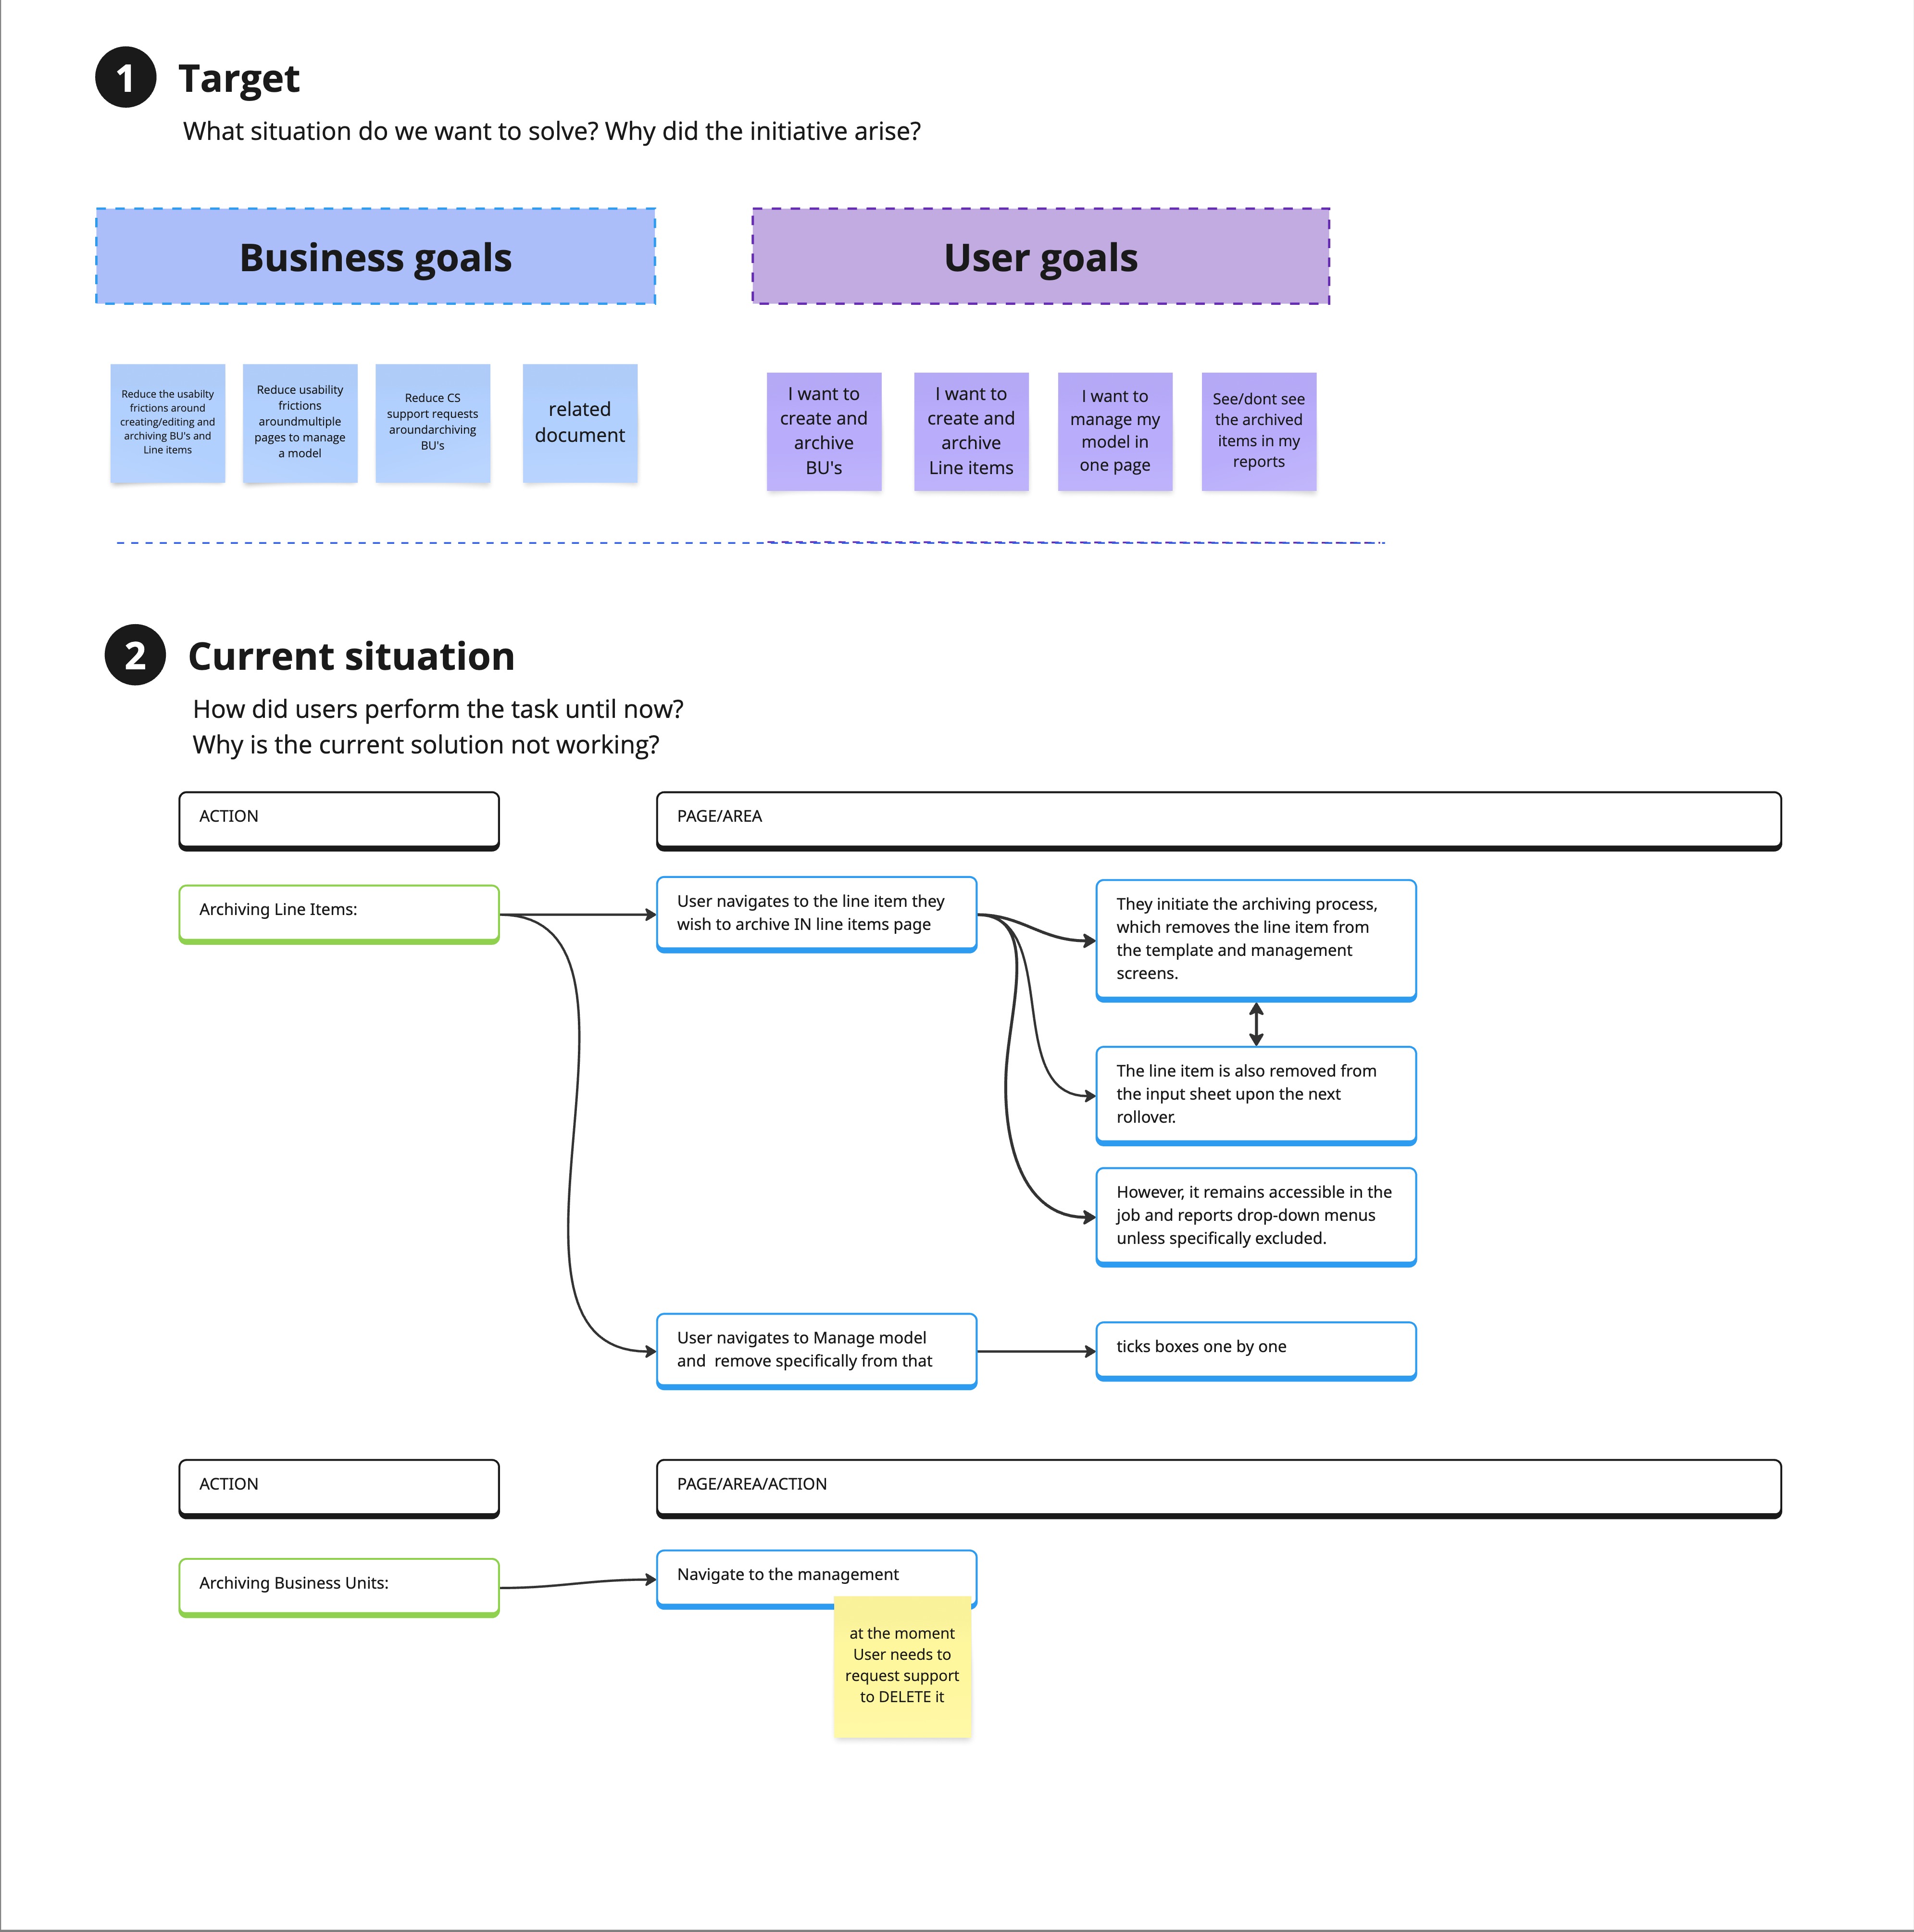 1
Target
What situation do we want to solve? Why did the initiative arise?
Business goals
User goals
Reduce the usabilty
frictions around
creating/editing and
archiving BU's and
Line items
Reduce usability
frictions
aroundmultiple
pages to manage
a model
Reduce CS
support requests
aroundarchiving
BU's
related
document
I want to
create and
archive
BU's
I want to
create and
archive
Line items
I want to
manage my
model in
one page
See/dont see
the archived
items in my
reports
2
Current situation
How did users perform the task until now?
Why is the current solution not working?
ACTION
PAGE/AREA
Archiving Line Items:
User navigates to the line item they
wish to archive IN line items page
They initiate the archiving process,
which removes the line item from
the template and management
screens.
The line item is also removed from
the input sheet upon the next
rollover.
However, it remains accessible in the
job and reports drop-down menus
unless specifically excluded.
User navigates to Manage model
and  remove specifically from that
ticks boxes one by one
ACTION
PAGE/AREA/ACTION
Archiving Business Units:
Navigate to the management
at the moment
User needs to
request support
to DELETE it